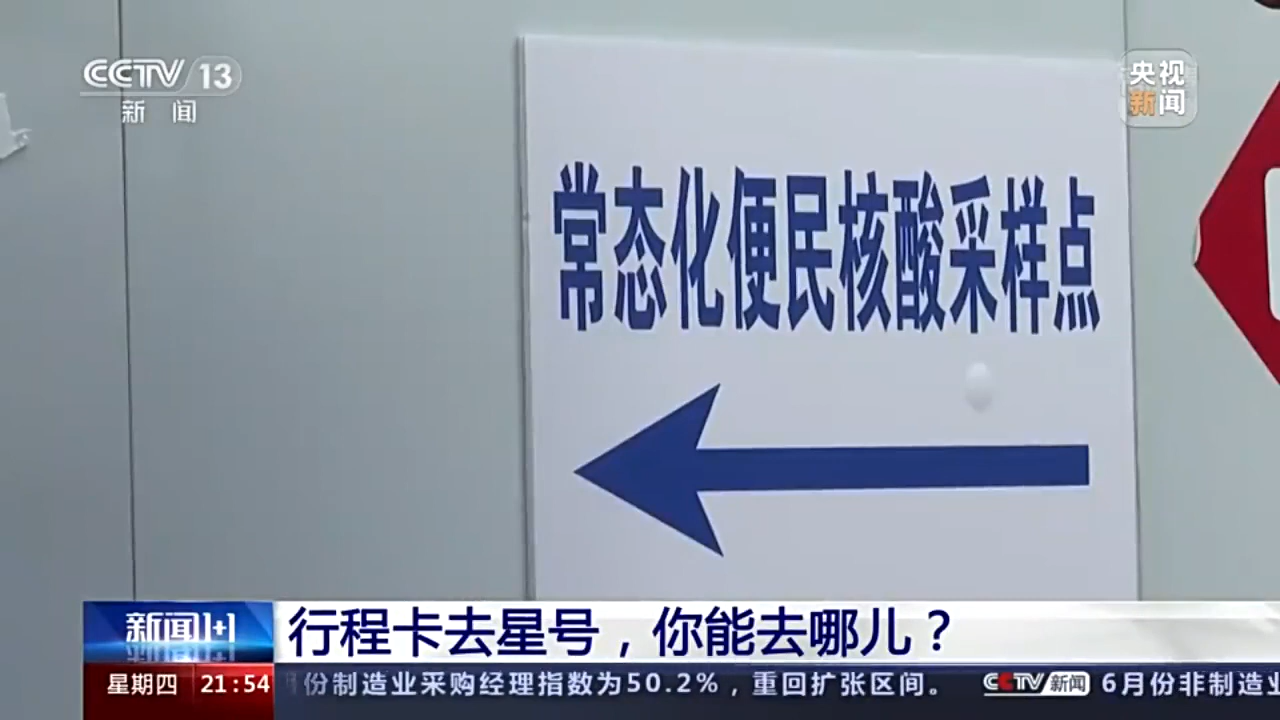 CCTV 13
新闻
央视
新闻
常态化便民核酸采样点
新闻1+1
行程卡去星号，你能去哪儿？
星期四 21:54
份制造业采购经理指数为50.2%，重回扩张区间。 CCTV新闻 6月份非制造业